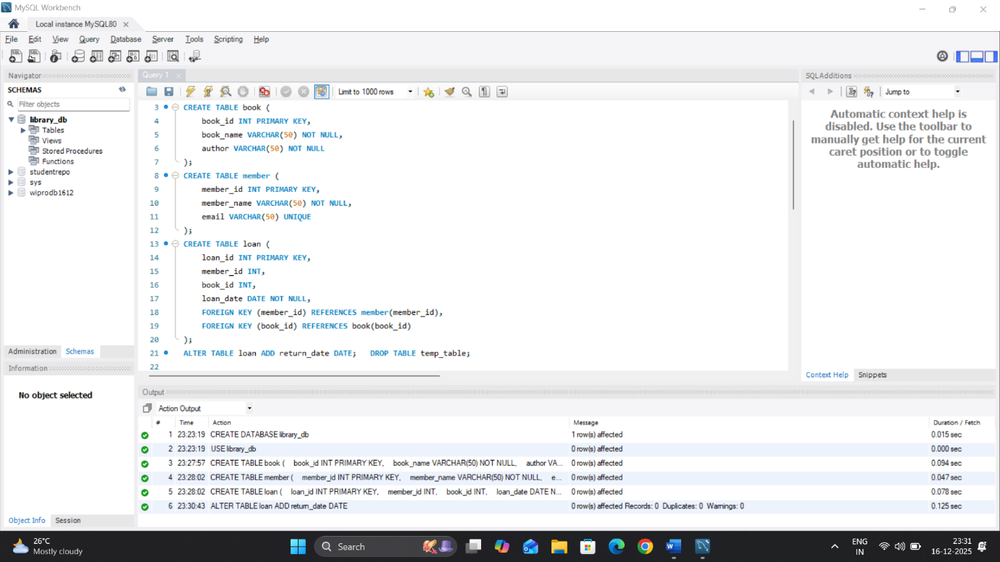 MySQL Workbench
Local instance MySQL80
File Edit View Query Database Server Tools Scripting Help
Navigator
SCHEMAS
Filter objects
library_db
Tables
Views
Stored Procedures
Functions
studentrepo
sys
wiprodb1612
Administration Schemas
Information
No object selected
Object Info Session
Query 1
Limit to 1000 rows
3 CREATE TABLE book (
4 book_id INT PRIMARY KEY,
5 book_name VARCHAR(50) NOT NULL,
6 author VARCHAR(50) NOT NULL
7 );
8 CREATE TABLE member (
9 member_id INT PRIMARY KEY,
10 member_name VARCHAR(50) NOT NULL,
11 email VARCHAR(50) UNIQUE
12 );
13 CREATE TABLE loan (
14 loan_id INT PRIMARY KEY,
15 member_id INT,
16 book_id INT,
17 loan_date DATE NOT NULL,
18 FOREIGN KEY (member_id) REFERENCES member(member_id),
19 FOREIGN KEY (book_id) REFERENCES book(book_id)
20 );
21 ALTER TABLE loan ADD return_date DATE; DROP TABLE temp_table;
22
SQLAdditions
Jump to
Automatic context help is
disabled. Use the toolbar to
manually get help for the current
caret position or to toggle
automatic help.
Context Help Snippets
Output
Action Output
# Time Action Message Duration / Fetch
1 23:23:19 CREATE DATABASE library_db 1 row(s) affected 0.015 sec
2 23:23:19 USE library_db 0 row(s) affected 0.000 sec
3 23:27:57 CREATE TABLE book ( book_id INT PRIMARY KEY, book_name VARCHAR(50) NOT NULL, author VA... 0 row(s) affected 0.094 sec
4 23:28:02 CREATE TABLE member ( member_id INT PRIMARY KEY, member_name VARCHAR(50) NOT NULL, e... 0 row(s) affected 0.047 sec
5 23:28:02 CREATE TABLE loan ( loan_id INT PRIMARY KEY, member_id INT, book_id INT, loan_date DATE N... 0 row(s) affected 0.078 sec
6 23:30:43 ALTER TABLE loan ADD return_date DATE 0 row(s) affected Records: 0 Duplicates: 0 Warnings: 0 0.125 sec
26°C
Mostly cloudy
Search
ENG
IN
23:31
16-12-2025